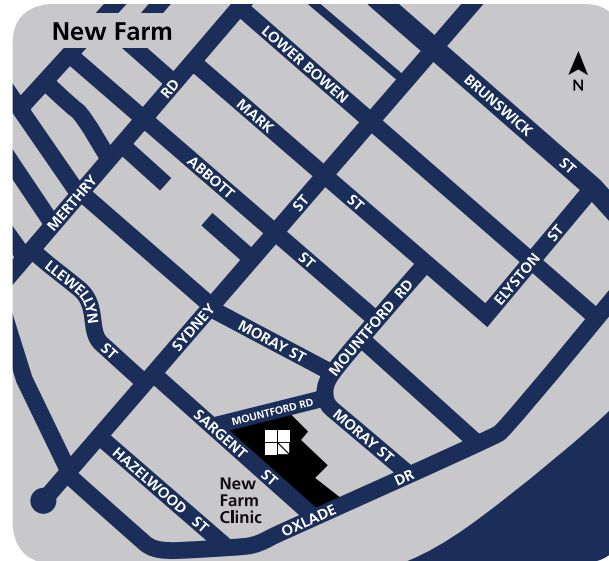 New Farm
N
LOWER BOWEN
BRUNSWICK
ST
RD
MARK
ST
ABBOTT
ST
MERTHRY
ST
ELYSTON
ST
LLEWELLYN
ST
SYDNEY
MORAY ST
MOUNTFORD RD
MOUNTFORD RD
SARGENT
ST
MORAY ST
HAZELWOOD ST
New
Farm
Clinic
OXLADE
DR